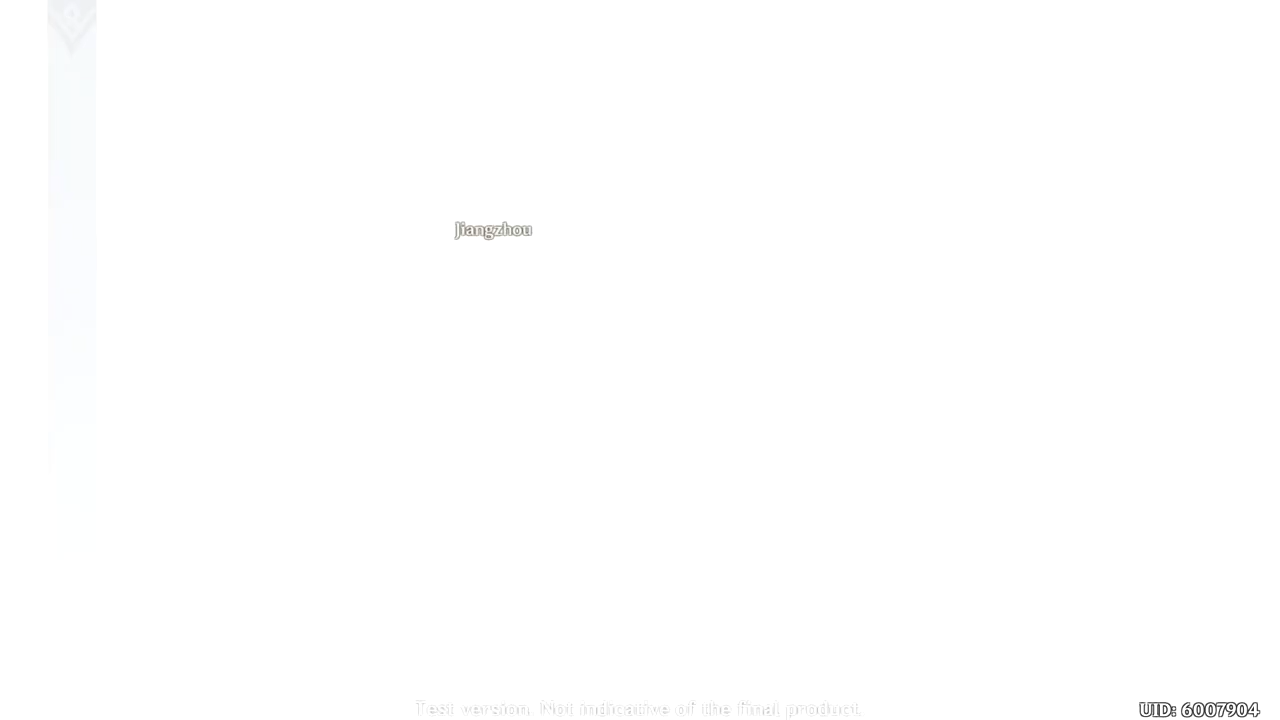 Jiangzhou
Test version. Not indicative of the final product.
UID: 6007904